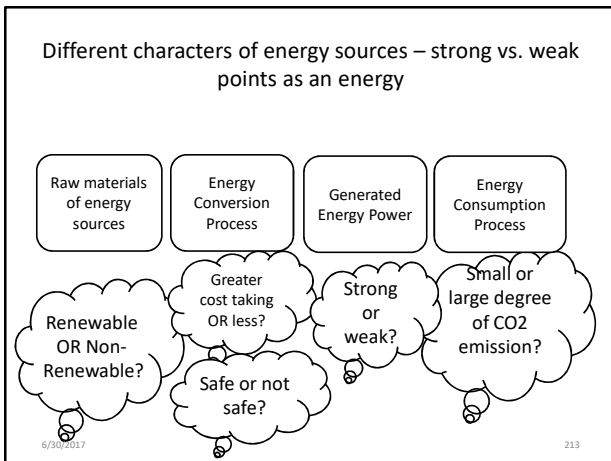 Different characters of energy sources – strong vs. weak
points as an energy
Raw materials
of energy
sources
Energy
Conversion
Process
Generated
Energy Power
Energy
Consumption
Process
Renewable
OR Non-
Renewable?
Greater
cost taking
OR less?
Safe or not
safe?
Strong
or
weak?
Small or
large degree
of CO2
emission?
6/30/2017
213